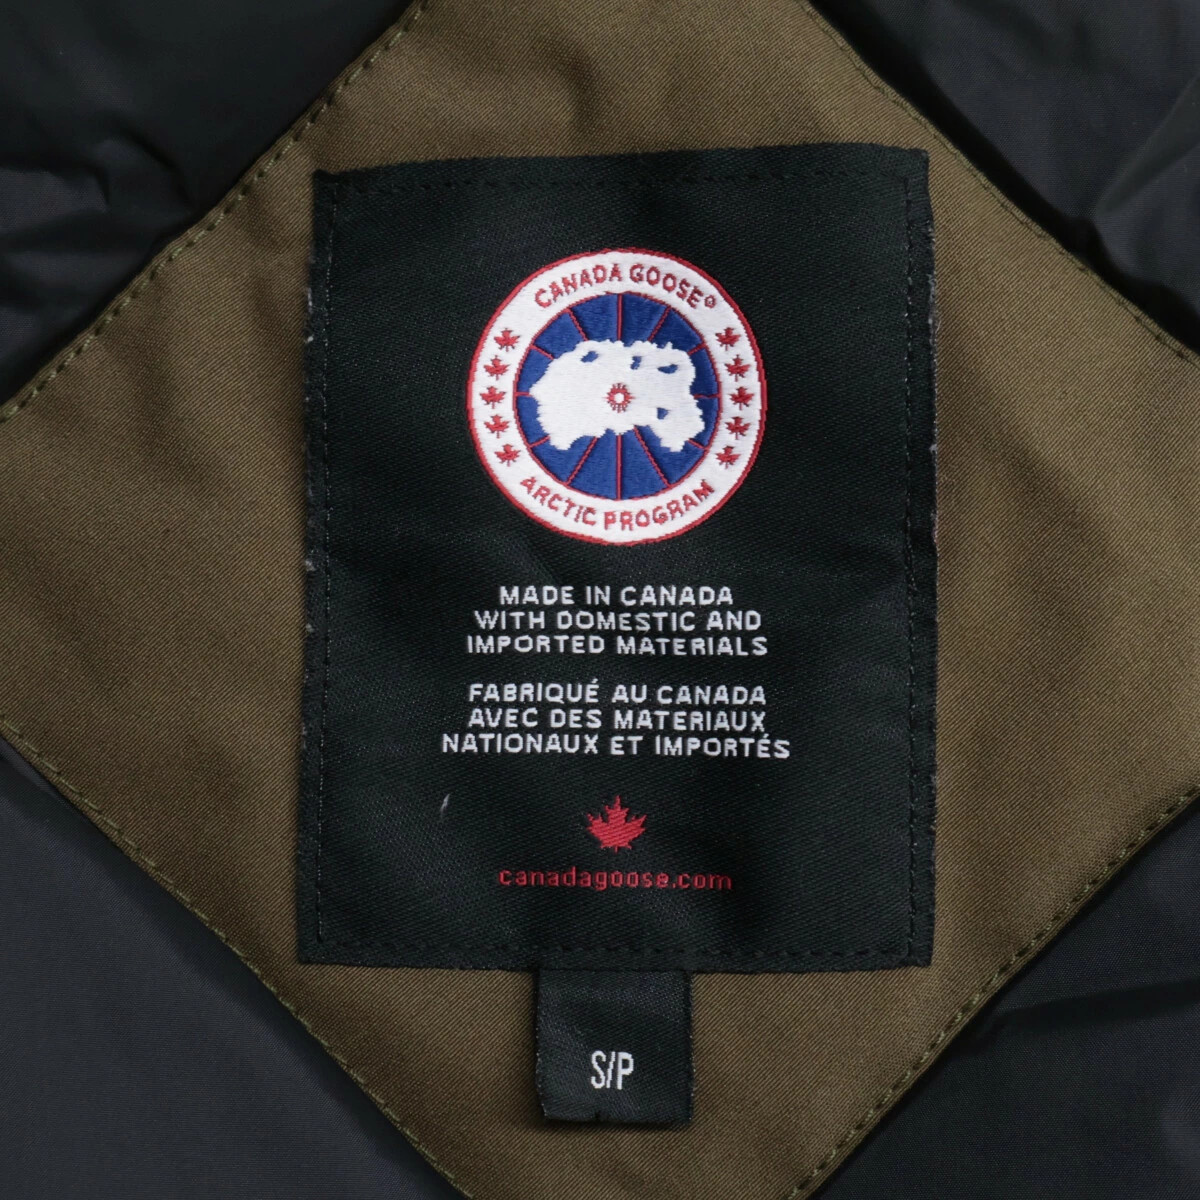 CANADA GOOSE®
ARCTIC PROGRAM
MADE IN CANADA
WITH DOMESTIC AND
IMPORTED MATERIALS
FABRIQUÉ AU CANADA
AVEC DES MATERIAUX
NATIONAUX ET IMPORTÉS
canadagoose.com
S/P